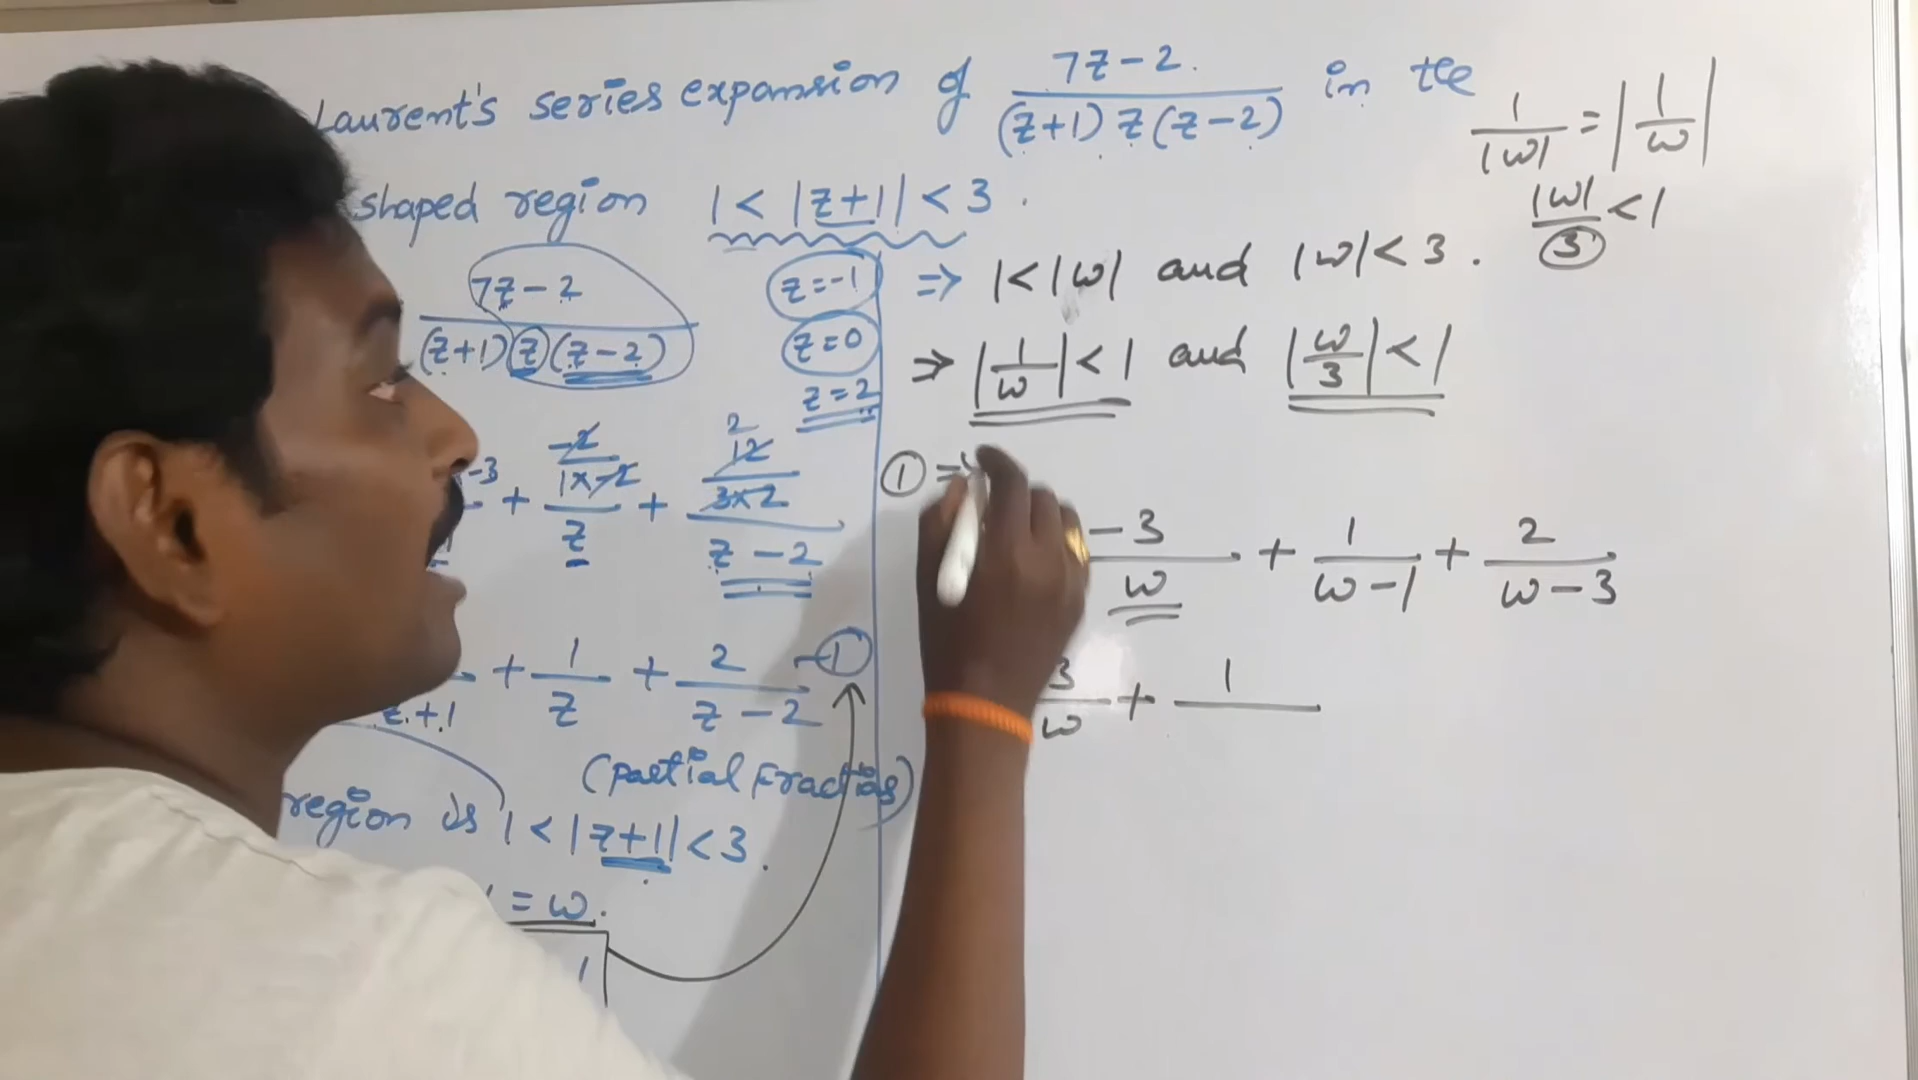 Laurent's series expansion of (7z-2)/((z+1) z (z-2)) in the
shaped region 1 < |z+1| < 3.
(7z-2)/((z+1) z (z-2))
z=-1
z=0
z=2
-3 + (-2/(1x-2))/z + (12/(3x2))/(z-2)
2
z+1 + 1/z + 2/(z-2) -①
(Partial Fractions)
region is 1 < |z+1| < 3.
= w.
1
1/|w| = |1/w|
|w|/3 < 1
⇒ 1<|w| and |w|<3.
⇒ |1/w| < 1 and |w/3| < 1
① ⇒
-3/w + 1/(w-1) + 2/(w-3)
3/w + 1/